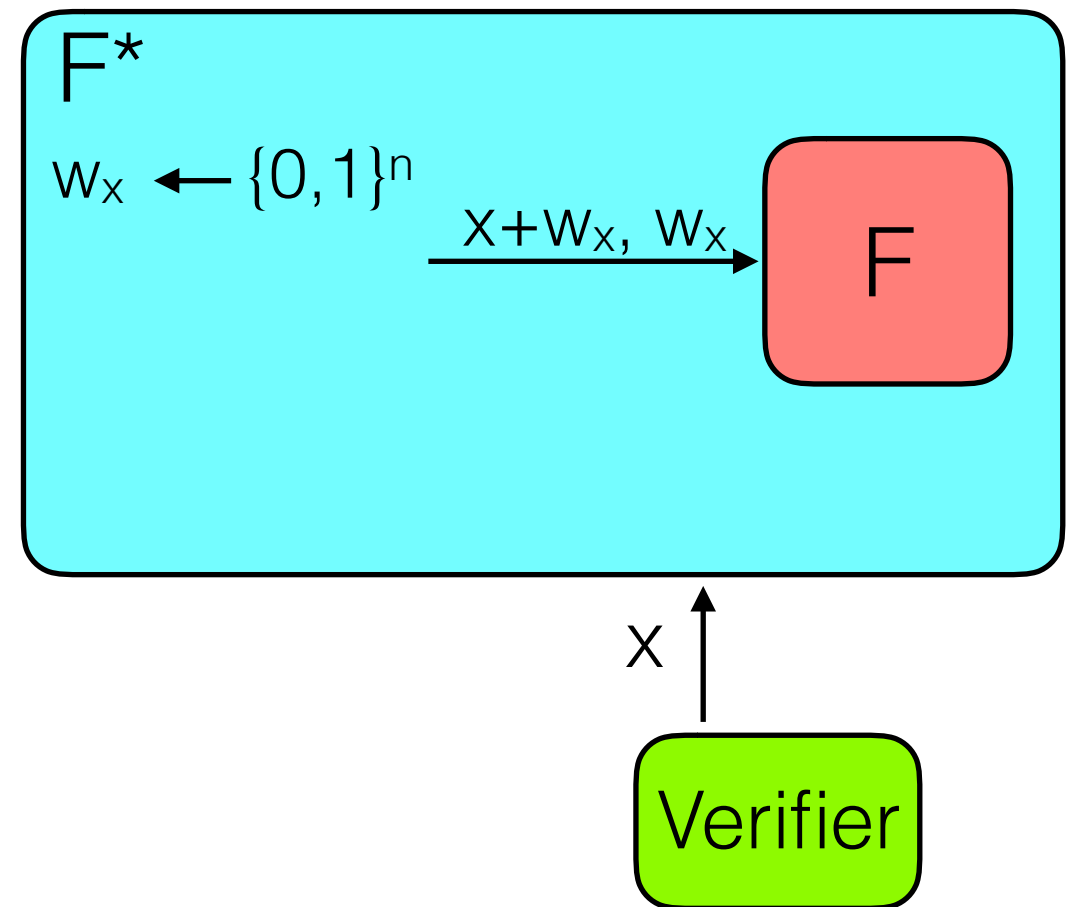 F*
wₓ ← {0,1}ⁿ
x+wₓ, wₓ
F
x
Verifier